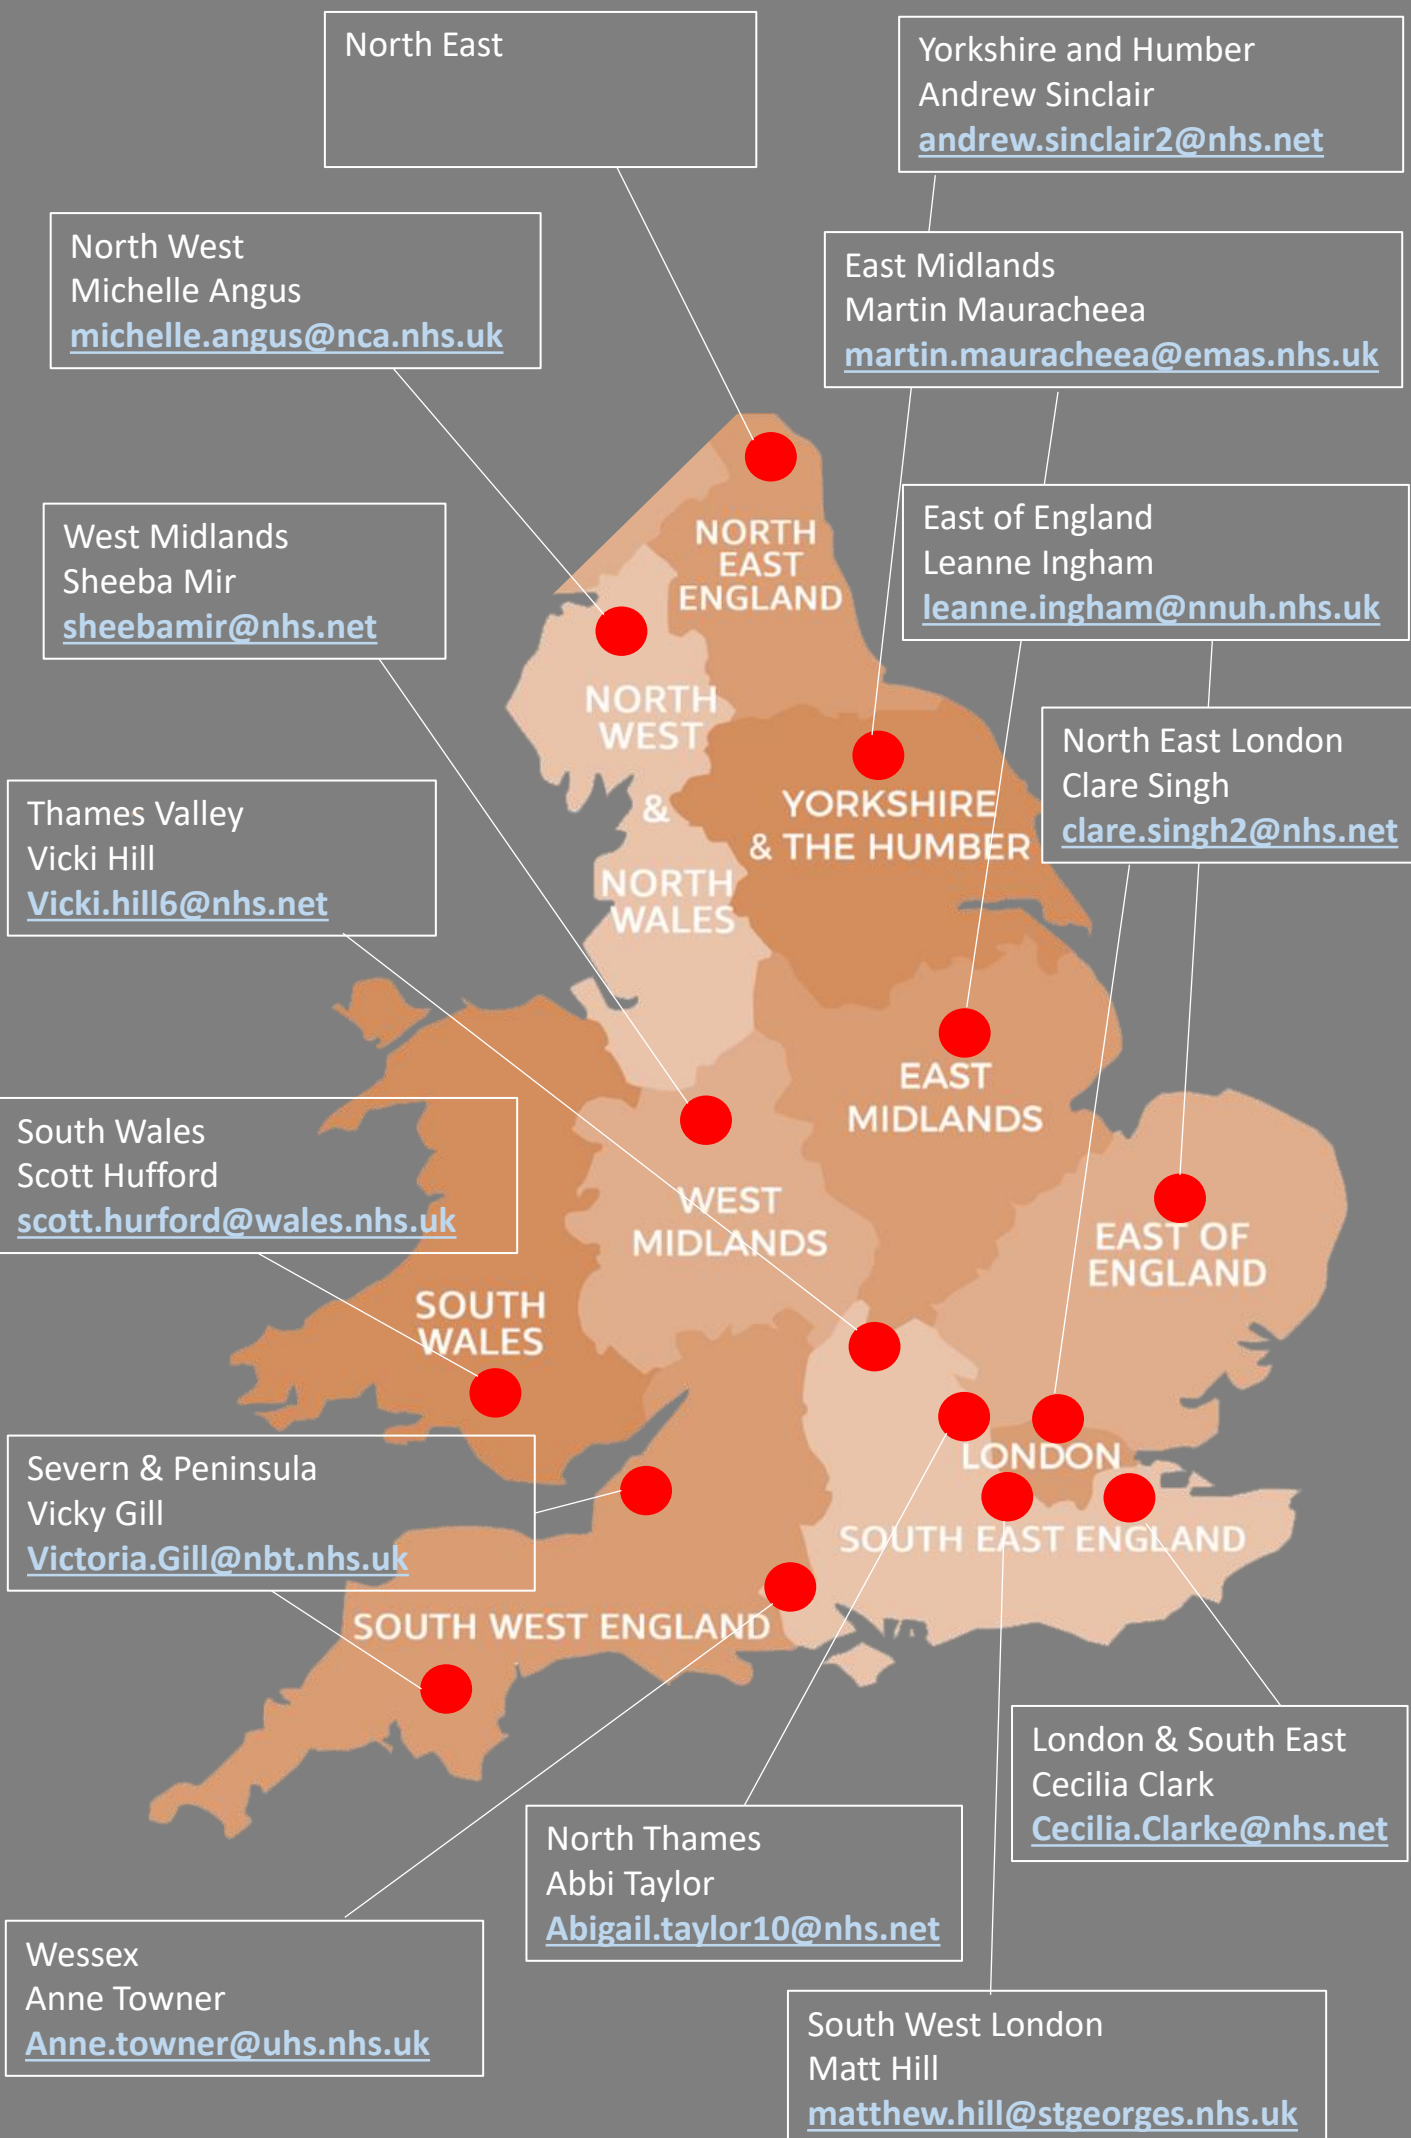 North East
Yorkshire and Humber
Andrew Sinclair
andrew.sinclair2@nhs.net
North West
Michelle Angus
michelle.angus@nca.nhs.uk
East Midlands
Martin Mauracheea
martin.mauracheea@emas.nhs.uk
West Midlands
Sheeba Mir
sheebamir@nhs.net
East of England
Leanne Ingham
leanne.ingham@nnuh.nhs.uk
NORTH
EAST
ENGLAND
NORTH
WEST
&
NORTH
WALES
North East London
Clare Singh
clare.singh2@nhs.net
YORKSHIRE
& THE HUMBER
Thames Valley
Vicki Hill
Vicki.hill6@nhs.net
EAST
MIDLANDS
South Wales
Scott Hufford
scott.hurford@wales.nhs.uk
WEST
MIDLANDS
EAST OF
ENGLAND
SOUTH
WALES
Severn & Peninsula
Vicky Gill
Victoria.Gill@nbt.nhs.uk
LONDON
SOUTH EAST ENGLAND
SOUTH WEST ENGLAND
London & South East
Cecilia Clark
Cecilia.Clarke@nhs.net
North Thames
Abbi Taylor
Abigail.taylor10@nhs.net
Wessex
Anne Towner
Anne.towner@uhs.nhs.uk
South West London
Matt Hill
matthew.hill@stgeorges.nhs.uk